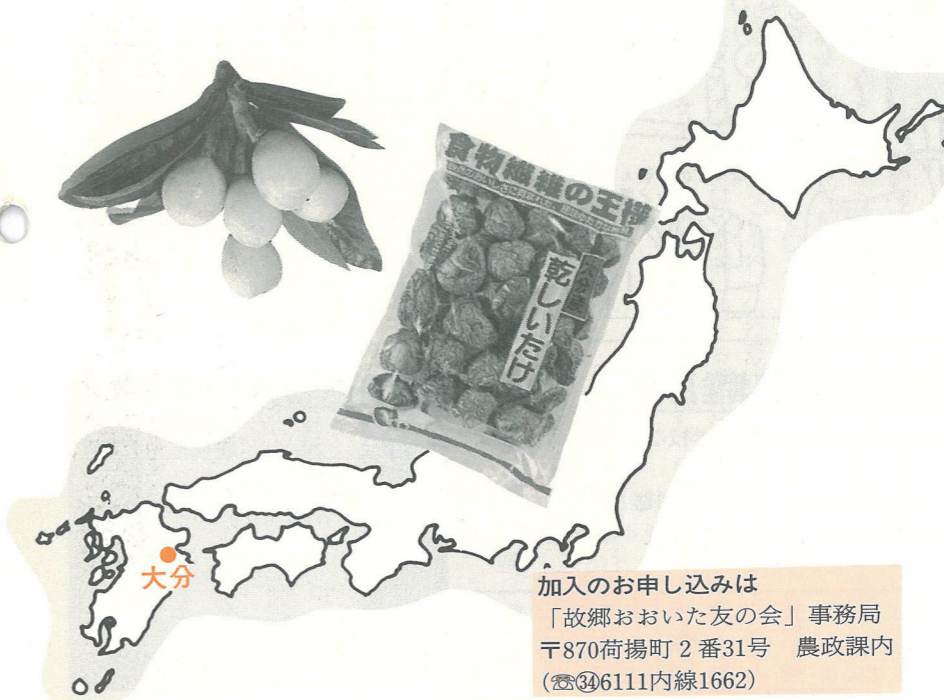 食物繊維の王様
大分産
乾しいたけ
大分
加入のお申し込みは
「故郷おおいた友の会」事務局
〒870荷揚町2番31号　農政課内
(☎㉞6111内線1662)